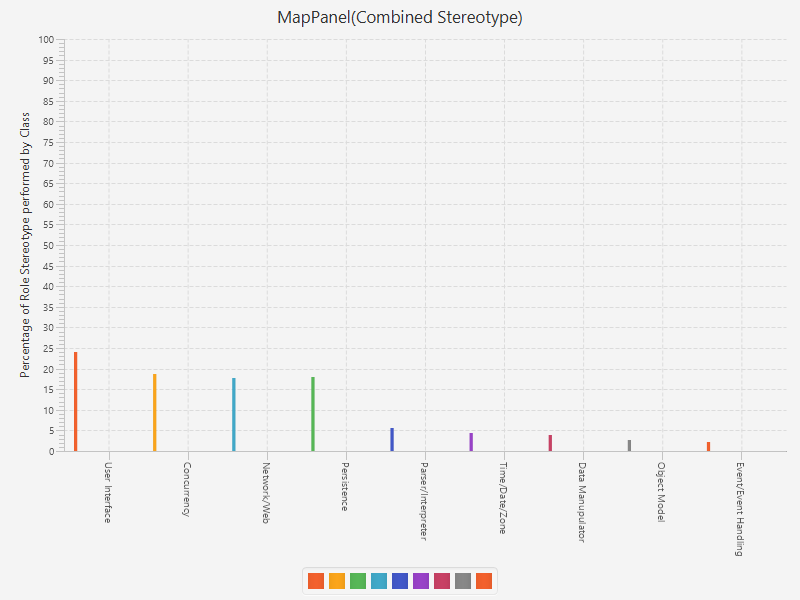 MapPanel(Combined Stereotype)
Percentage of Role Stereotype performed by Class
100
95
90
85
80
75
70
65
60
55
50
45
40
35
30
25
20
15
10
5
0
User Interface
Concurrency
Network/Web
Persistence
Parser/Interpreter
Time/Date/Zone
Data Manupulator
Object Model
Event/Event Handling